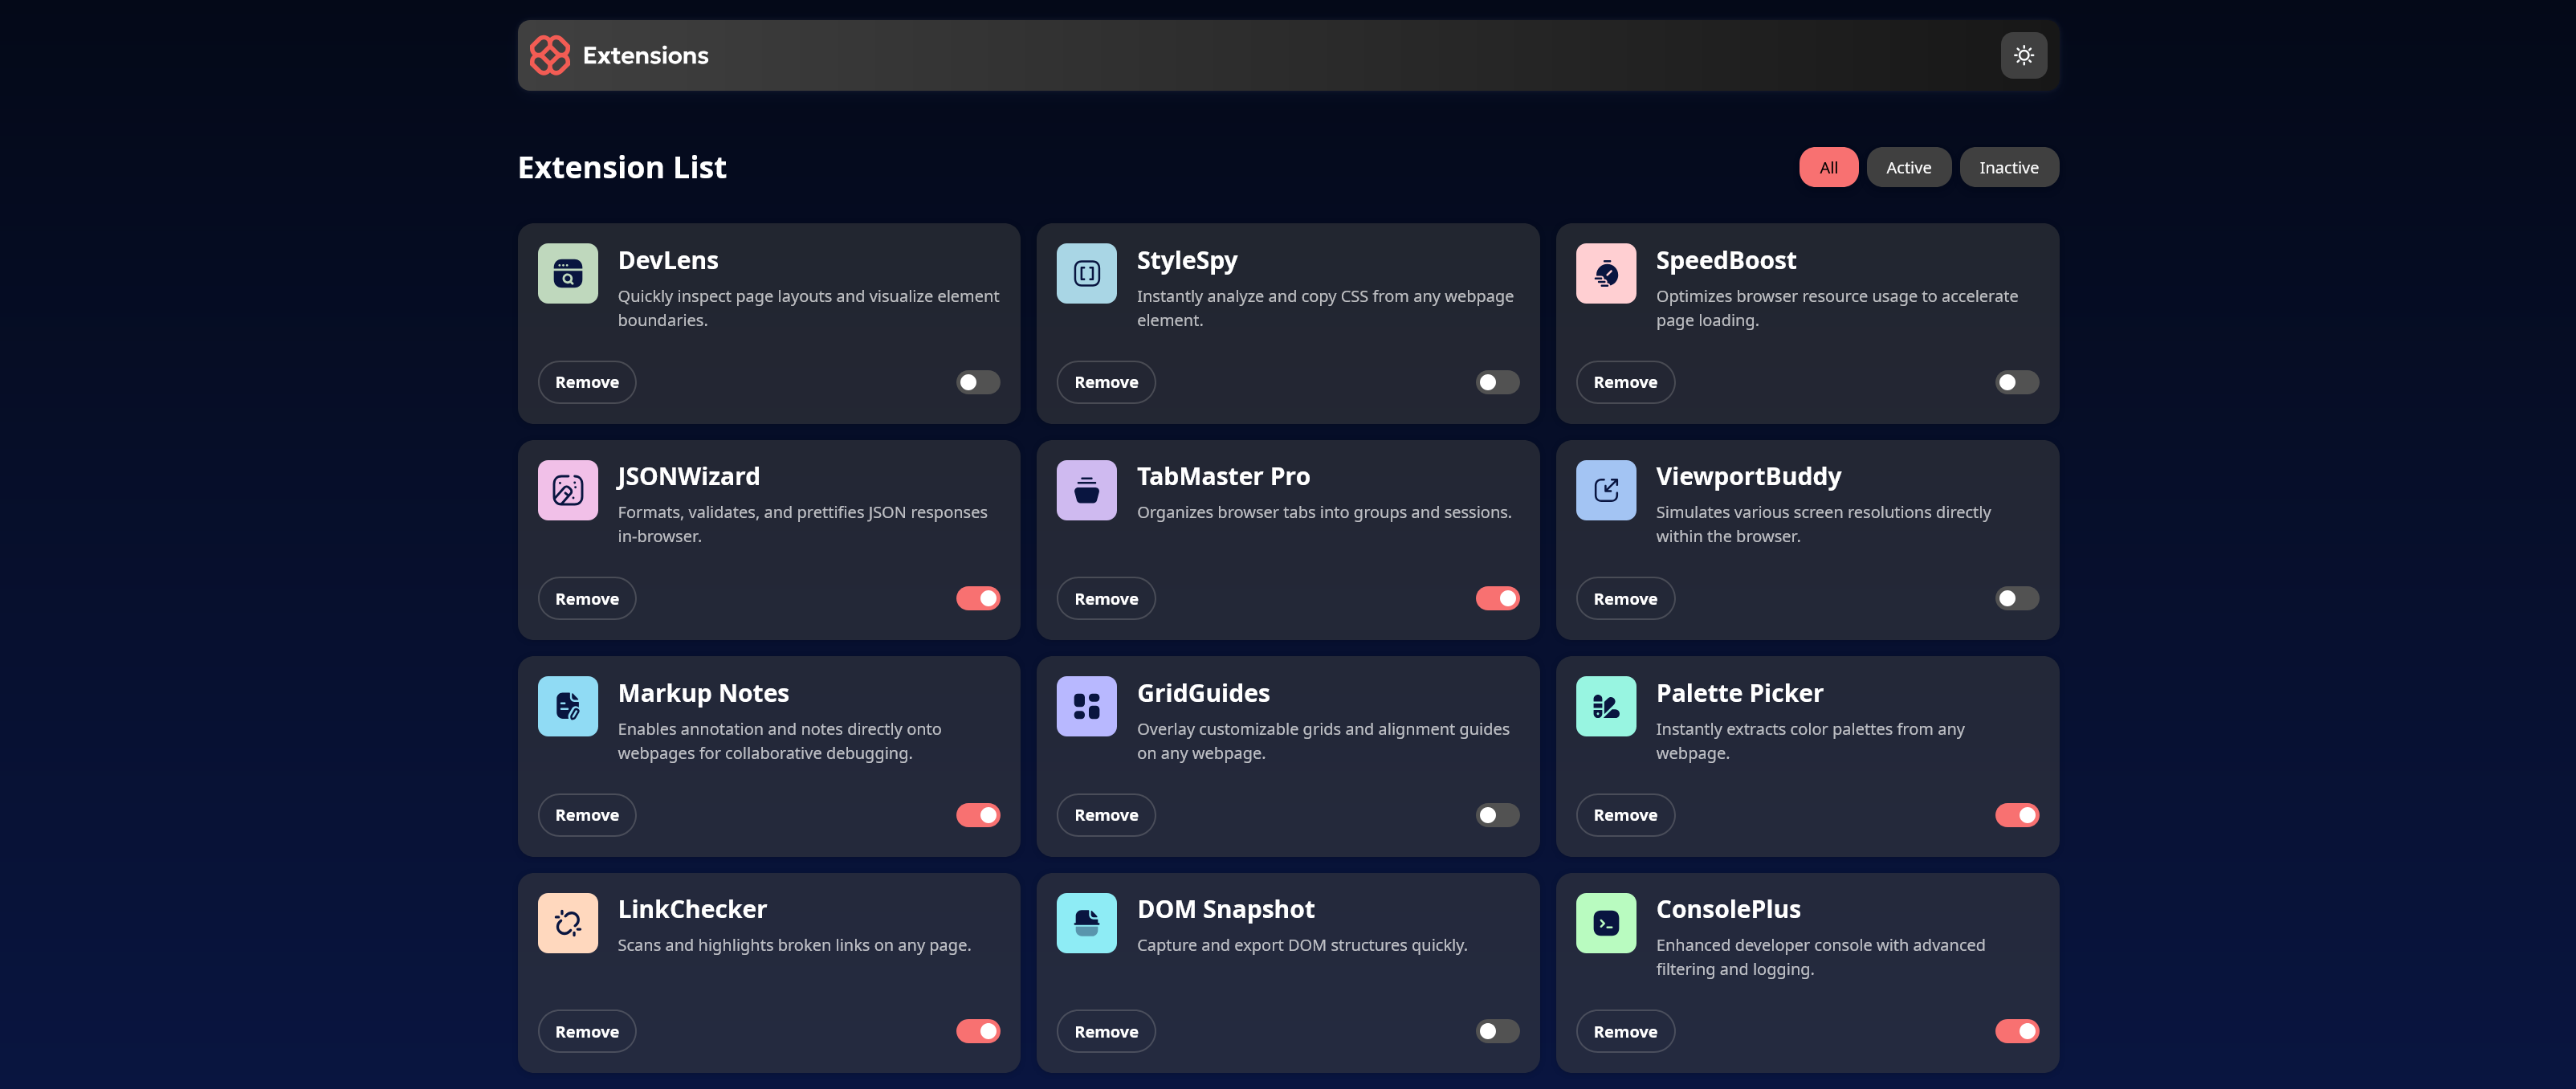 Extensions
Extension List
All
Active
Inactive
DevLens
Quickly inspect page layouts and visualize element
boundaries.
Remove
StyleSpy
Instantly analyze and copy CSS from any webpage
element.
Remove
SpeedBoost
Optimizes browser resource usage to accelerate
page loading.
Remove
JSONWizard
Formats, validates, and prettifies JSON responses
in-browser.
Remove
TabMaster Pro
Organizes browser tabs into groups and sessions.
Remove
ViewportBuddy
Simulates various screen resolutions directly
within the browser.
Remove
Markup Notes
Enables annotation and notes directly onto
webpages for collaborative debugging.
Remove
GridGuides
Overlay customizable grids and alignment guides
on any webpage.
Remove
Palette Picker
Instantly extracts color palettes from any
webpage.
Remove
LinkChecker
Scans and highlights broken links on any page.
Remove
DOM Snapshot
Capture and export DOM structures quickly.
Remove
ConsolePlus
Enhanced developer console with advanced
filtering and logging.
Remove